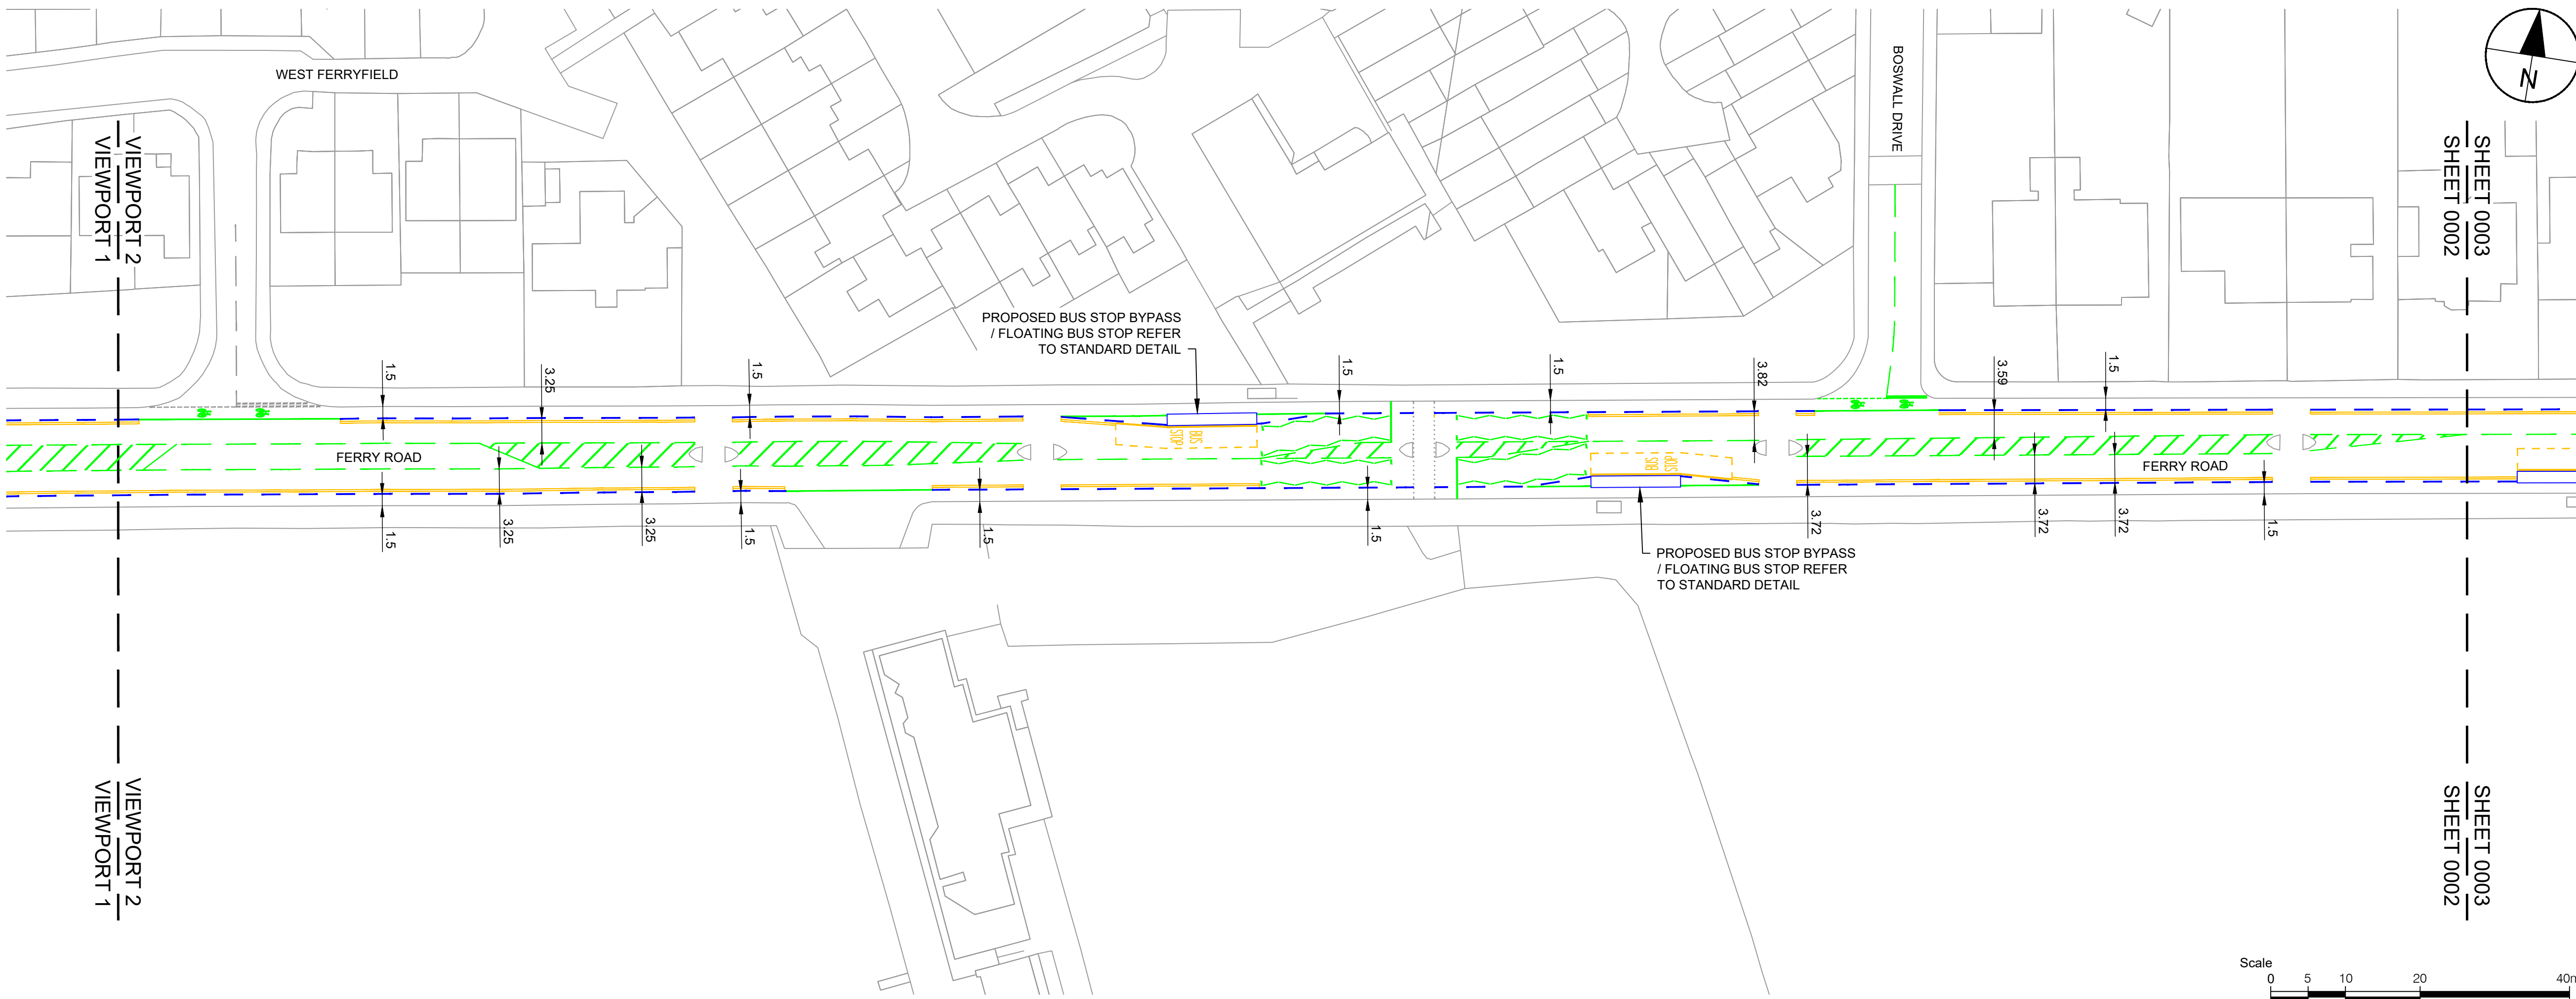 WEST FERRYFIELD
BOSWALL DRIVE
N
VIEWPORT 2
VIEWPORT 1
SHEET 0003
SHEET 0002
PROPOSED BUS STOP BYPASS
/ FLOATING BUS STOP REFER
TO STANDARD DETAIL
1.5
3.25
1.5
1.5
1.5
3.82
3.59
1.5
BUS
STOP
FERRY ROAD
BUS
STOP
FERRY ROAD
1.5
3.25
3.25
1.5
1.5
1.5
3.72
3.72
3.72
1.5
PROPOSED BUS STOP BYPASS
/ FLOATING BUS STOP REFER
TO STANDARD DETAIL
VIEWPORT 2
VIEWPORT 1
SHEET 0003
SHEET 0002
Scale
0 5 10 20 40m